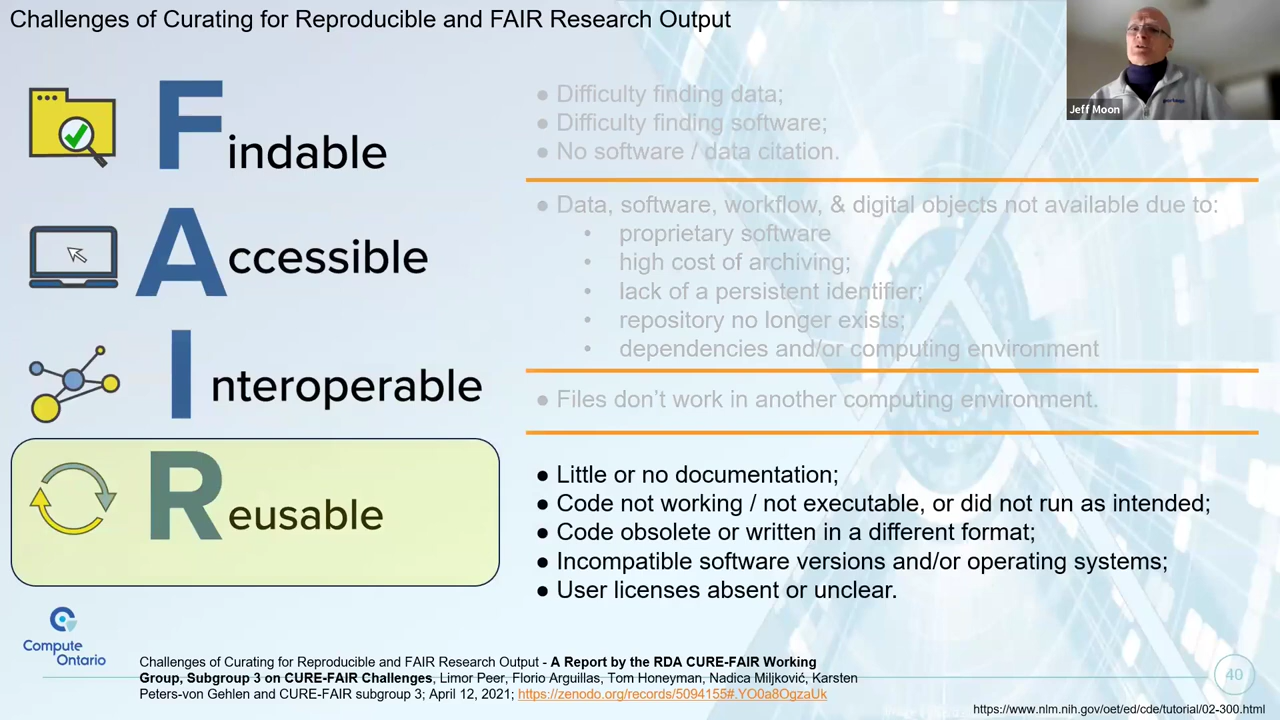 Challenges of Curating for Reproducible and FAIR Research Output
Jeff Moon
Findable
● Difficulty finding data;
● Difficulty finding software;
● No software / data citation.
Accessible
● Data, software, workflow, & digital objects not available due to:
• proprietary software
• high cost of archiving;
• lack of a persistent identifier;
• repository no longer exists;
• dependencies and/or computing environment
Interoperable
● Files don’t work in another computing environment.
Reusable
● Little or no documentation;
● Code not working / not executable, or did not run as intended;
● Code obsolete or written in a different format;
● Incompatible software versions and/or operating systems;
● User licenses absent or unclear.
Compute
Ontario
Challenges of Curating for Reproducible and FAIR Research Output - A Report by the RDA CURE-FAIR Working
Group, Subgroup 3 on CURE-FAIR Challenges, Limor Peer, Florio Arguillas, Tom Honeyman, Nadica Miljković, Karsten
Peters-von Gehlen and CURE-FAIR subgroup 3; April 12, 2021; https://zenodo.org/records/5094155#.YO0a8OgzaUk
40
https://www.nlm.nih.gov/oet/ed/cde/tutorial/02-300.html